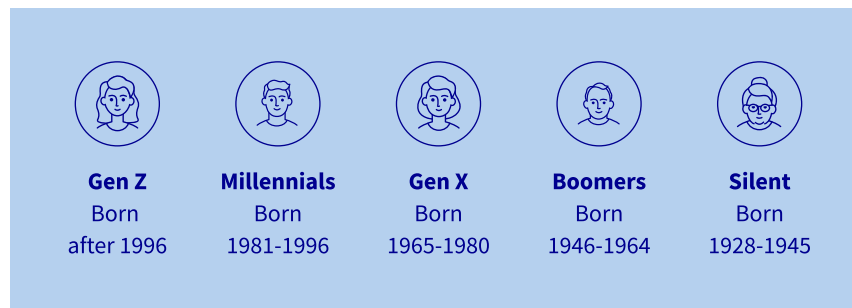 Gen Z
Born
after 1996
Millennials
Born
1981-1996
Gen X
Born
1965-1980
Boomers
Born
1946-1964
Silent
Born
1928-1945